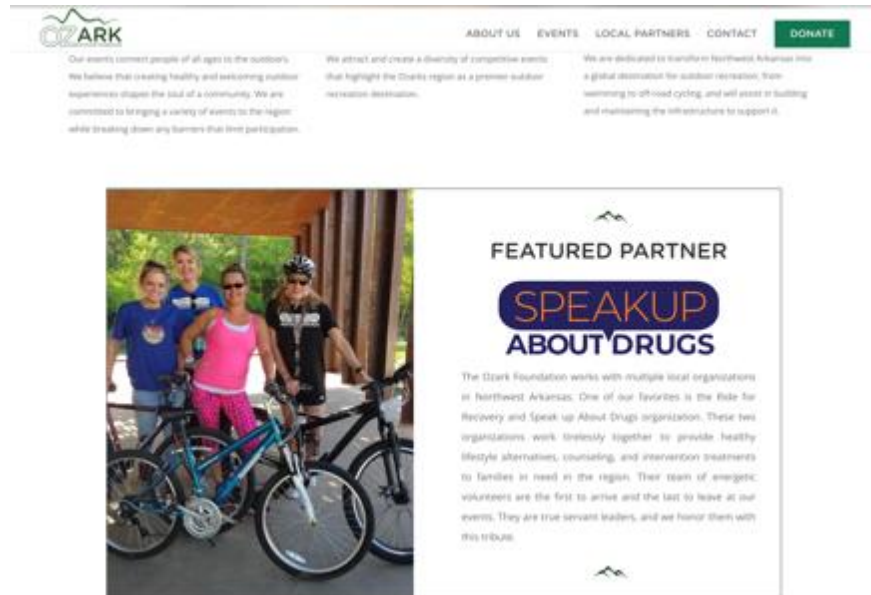 OZARK
ABOUT US EVENTS LOCAL PARTNERS CONTACT DONATE
Our events connect people of all ages to the outdoors.
We believe that creating healthy and welcoming outdoor
experiences shapes the soul of a community. We are
committed to bringing a variety of events to the region
while breaking down any barriers that limit participation.
We attract and create a diversity of competitive events
that highlight the Ozarks region as a premier outdoor
recreation destination.
We are dedicated to transform Northwest Arkansas into
a global destination for outdoor recreation, from
swimming to off-road cycling, and will assist in building
and maintaining the infrastructure to support it.
FEATURED PARTNER
SPEAKUP
ABOUT DRUGS
The Ozark Foundation works with multiple local organizations
in Northwest Arkansas. One of our favorites is the Ride for
Recovery and Speak up About Drugs organization. These two
organizations work tirelessly together to provide healthy
lifestyle alternatives, counseling, and intervention treatments
to families in need in the region. Their team of energetic
volunteers are the first to arrive and the last to leave at our
events. They are true servant leaders, and we honor them with
this tribute.